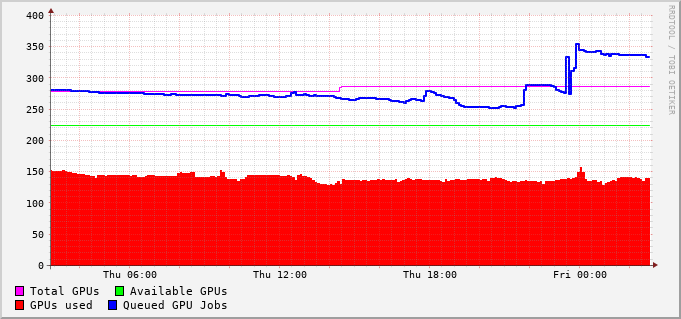 400
350
300
250
200
150
100
50
0
Thu 06:00 Thu 12:00 Thu 18:00 Fri 00:00
Total GPUs Available GPUs
GPUs used Queued GPU Jobs
RRDTOOL / TOBI OETIKER